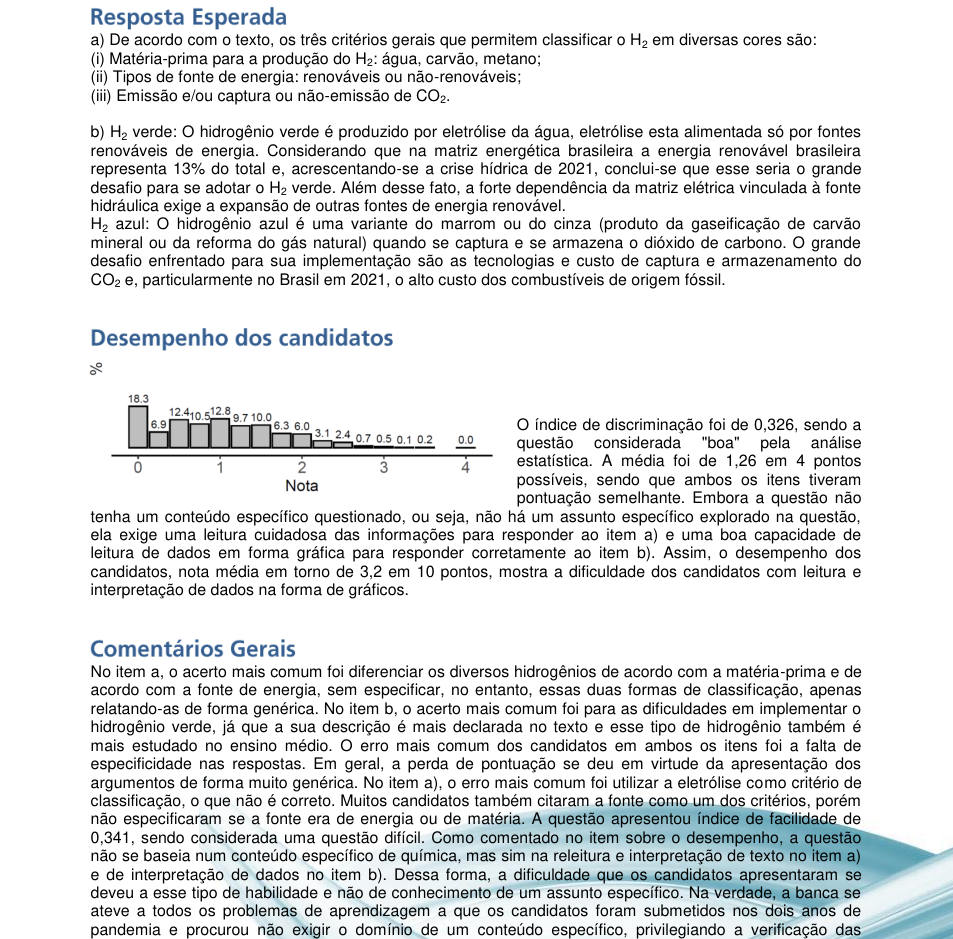 Resposta Esperada
a) De acordo com o texto, os três critérios gerais que permitem classificar o H₂ em diversas cores são:
(i) Matéria-prima para a produção do H₂: água, carvão, metano;
(ii) Tipos de fonte de energia: renováveis ou não-renováveis;
(iii) Emissão e/ou captura ou não-emissão de CO₂.
b) H₂ verde: O hidrogênio verde é produzido por eletrólise da água, eletrólise esta alimentada só por fontes
renováveis de energia. Considerando que na matriz energética brasileira a energia renovável brasileira
representa 13% do total e, acrescentando-se a crise hídrica de 2021, conclui-se que esse seria o grande
desafio para se adotar o H₂ verde. Além desse fato, a forte dependência da matriz elétrica vinculada à fonte
hidráulica exige a expansão de outras fontes de energia renovável.
H₂ azul: O hidrogênio azul é uma variante do marrom ou do cinza (produto da gaseificação de carvão
mineral ou da reforma do gás natural) quando se captura e se armazena o dióxido de carbono. O grande
desafio enfrentado para sua implementação são as tecnologias e custo de captura e armazenamento do
CO₂ e, particularmente no Brasil em 2021, o alto custo dos combustíveis de origem fóssil.
Desempenho dos candidatos
%
18.3 6.9 12.4 10.5 12.8 9.7 10.0 6.3 6.0 3.1 2.4 0.7 0.5 0.1 0.2 0.0
0 1 2 3 4
Nota
O índice de discriminação foi de 0,326, sendo a
questão considerada "boa" pela análise
estatística. A média foi de 1,26 em 4 pontos
possíveis, sendo que ambos os itens tiveram
pontuação semelhante. Embora a questão não
tenha um conteúdo específico questionado, ou seja, não há um assunto específico explorado na questão,
ela exige uma leitura cuidadosa das informações para responder ao item a) e uma boa capacidade de
leitura de dados em forma gráfica para responder corretamente ao item b). Assim, o desempenho dos
candidatos, nota média em torno de 3,2 em 10 pontos, mostra a dificuldade dos candidatos com leitura e
interpretação de dados na forma de gráficos.
Comentários Gerais
No item a, o acerto mais comum foi diferenciar os diversos hidrogênios de acordo com a matéria-prima e de
acordo com a fonte de energia, sem especificar, no entanto, essas duas formas de classificação, apenas
relatando-as de forma genérica. No item b, o acerto mais comum foi para as dificuldades em implementar o
hidrogênio verde, já que a sua descrição é mais declarada no texto e esse tipo de hidrogênio também é
mais estudado no ensino médio. O erro mais comum dos candidatos em ambos os itens foi a falta de
especificidade nas respostas. Em geral, a perda de pontuação se deu em virtude da apresentação dos
argumentos de forma muito genérica. No item a), o erro mais comum foi utilizar a eletrólise como critério de
classificação, o que não é correto. Muitos candidatos também citaram a fonte como um dos critérios, porém
não especificaram se a fonte era de energia ou de matéria. A questão apresentou índice de facilidade de
0,341, sendo considerada uma questão difícil. Como comentado no item sobre o desempenho, a questão
não se baseia num conteúdo específico de química, mas sim na releitura e interpretação de texto no item a)
e de interpretação de dados no item b). Dessa forma, a dificuldade que os candidatos apresentaram se
deveu a esse tipo de habilidade e não de conhecimento de um assunto específico. Na verdade, a banca se
ateve a todos os problemas de aprendizagem a que os candidatos foram submetidos nos dois anos de
pandemia e procurou não exigir o domínio de um conteúdo específico, privilegiando a verificação das